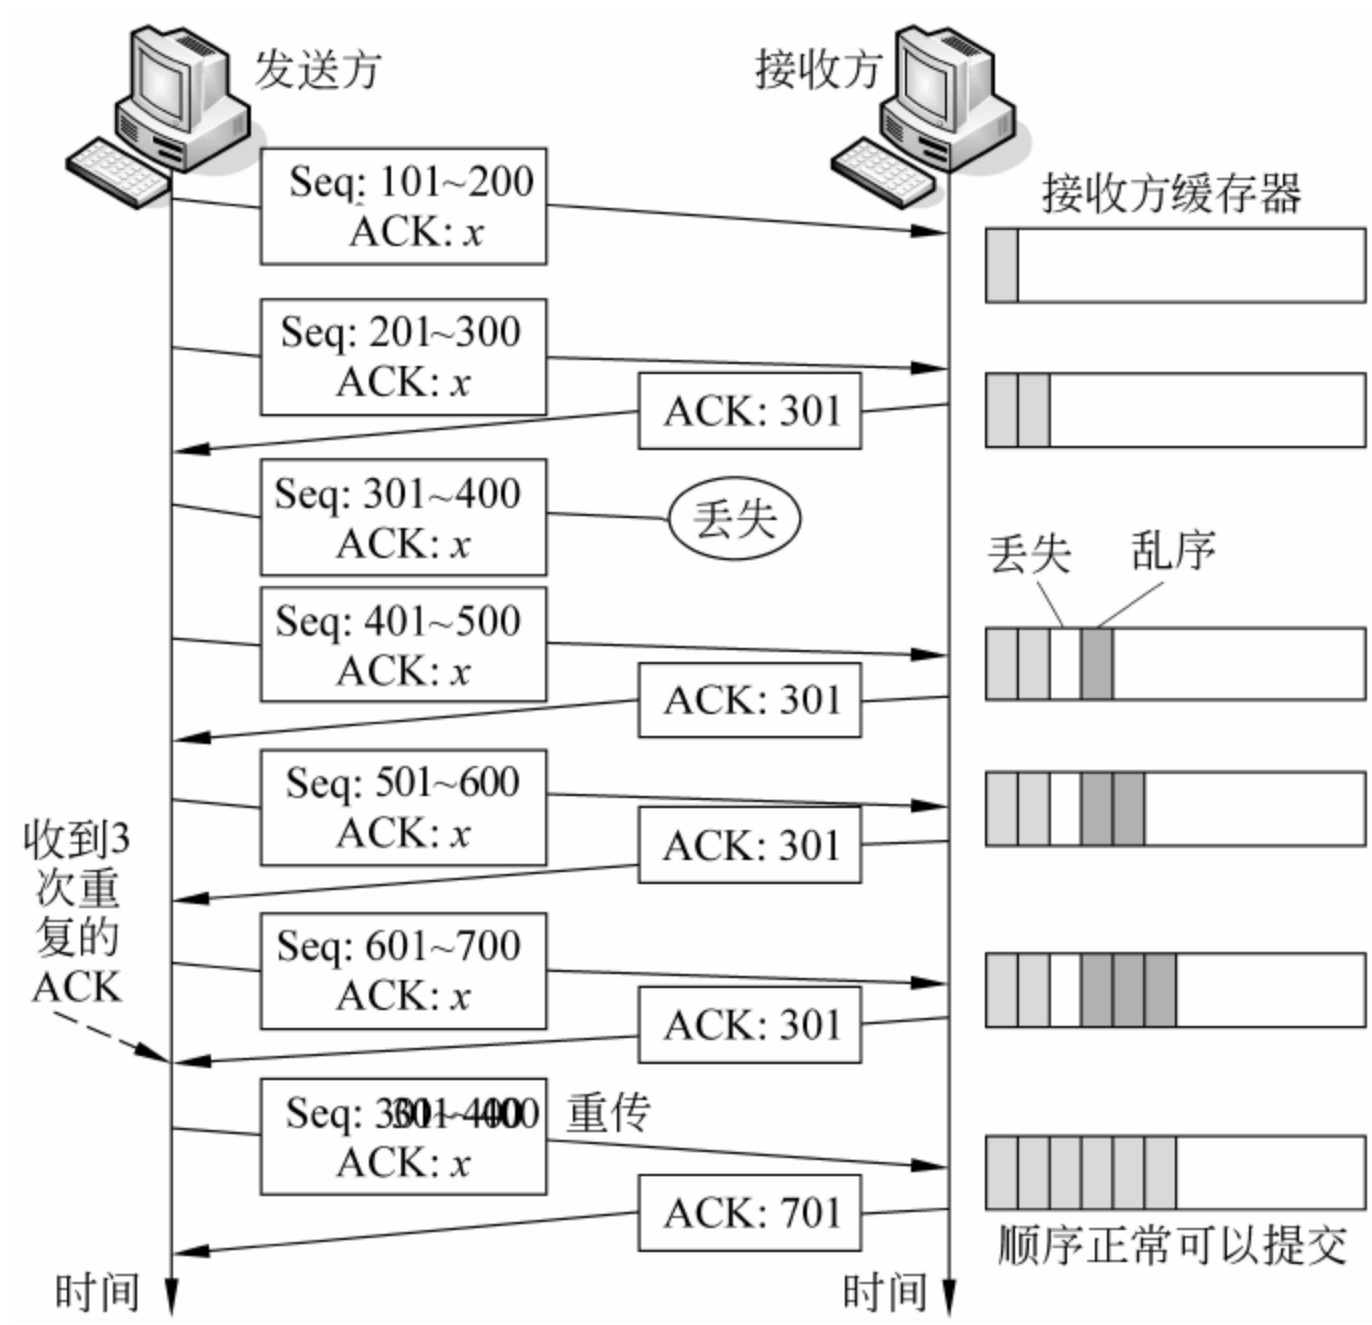 发送方
接收方
接收方缓存器
Seq: 101~200
ACK: x
Seq: 201~300
ACK: x
ACK: 301
Seq: 301~400
ACK: x
丢失
丢失
乱序
Seq: 401~500
ACK: x
ACK: 301
Seq: 501~600
ACK: x
ACK: 301
收到3
次重
复的
ACK
Seq: 601~700
ACK: x
ACK: 301
Seq: 301~400
重传
ACK: x
ACK: 701
顺序正常可以提交
时间
时间